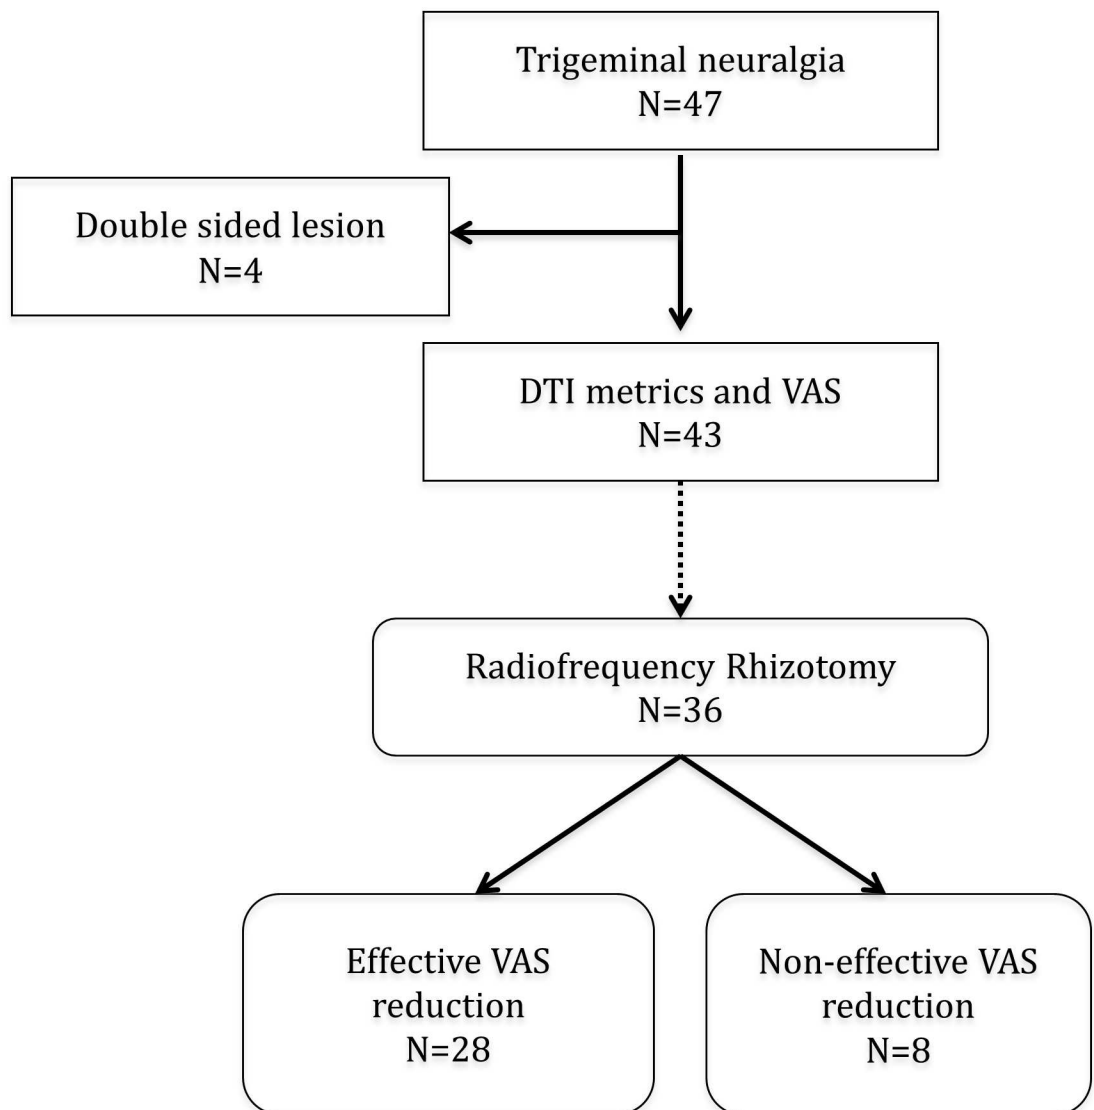 Trigeminal neuralgia
N=47
Double sided lesion
N=4
DTI metrics and VAS
N=43
Radiofrequency Rhizotomy
N=36
Effective VAS
reduction
N=28
Non-effective VAS
reduction
N=8